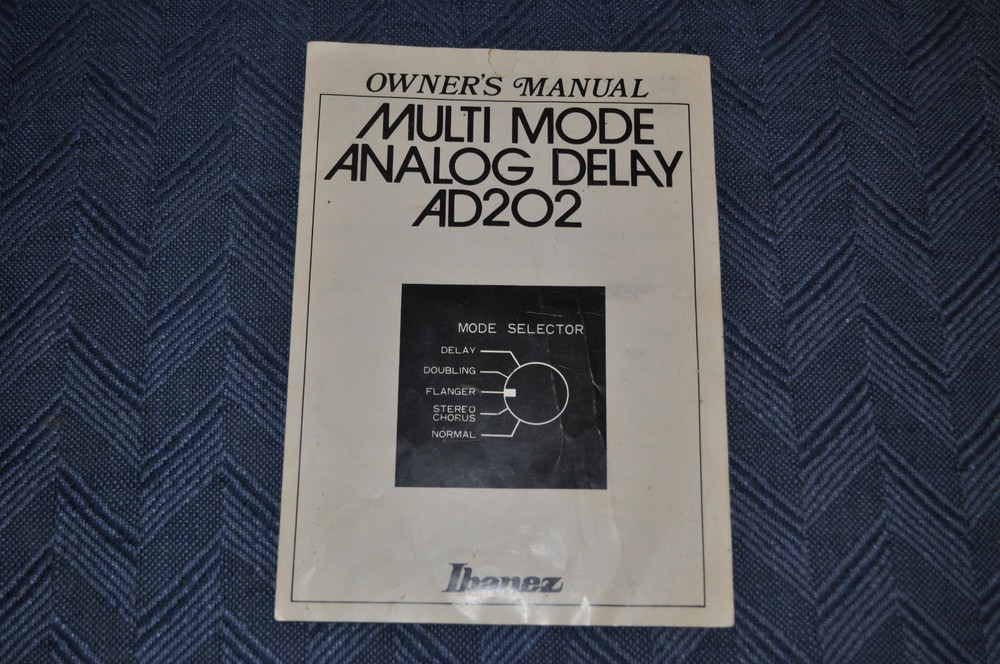 OWNER'S MANUAL
MULTI MODE
ANALOG DELAY
AD202
MODE SELECTOR
DELAY
DOUBLING
FLANGER
STEREO
CHORUS
NORMAL
Ibanez